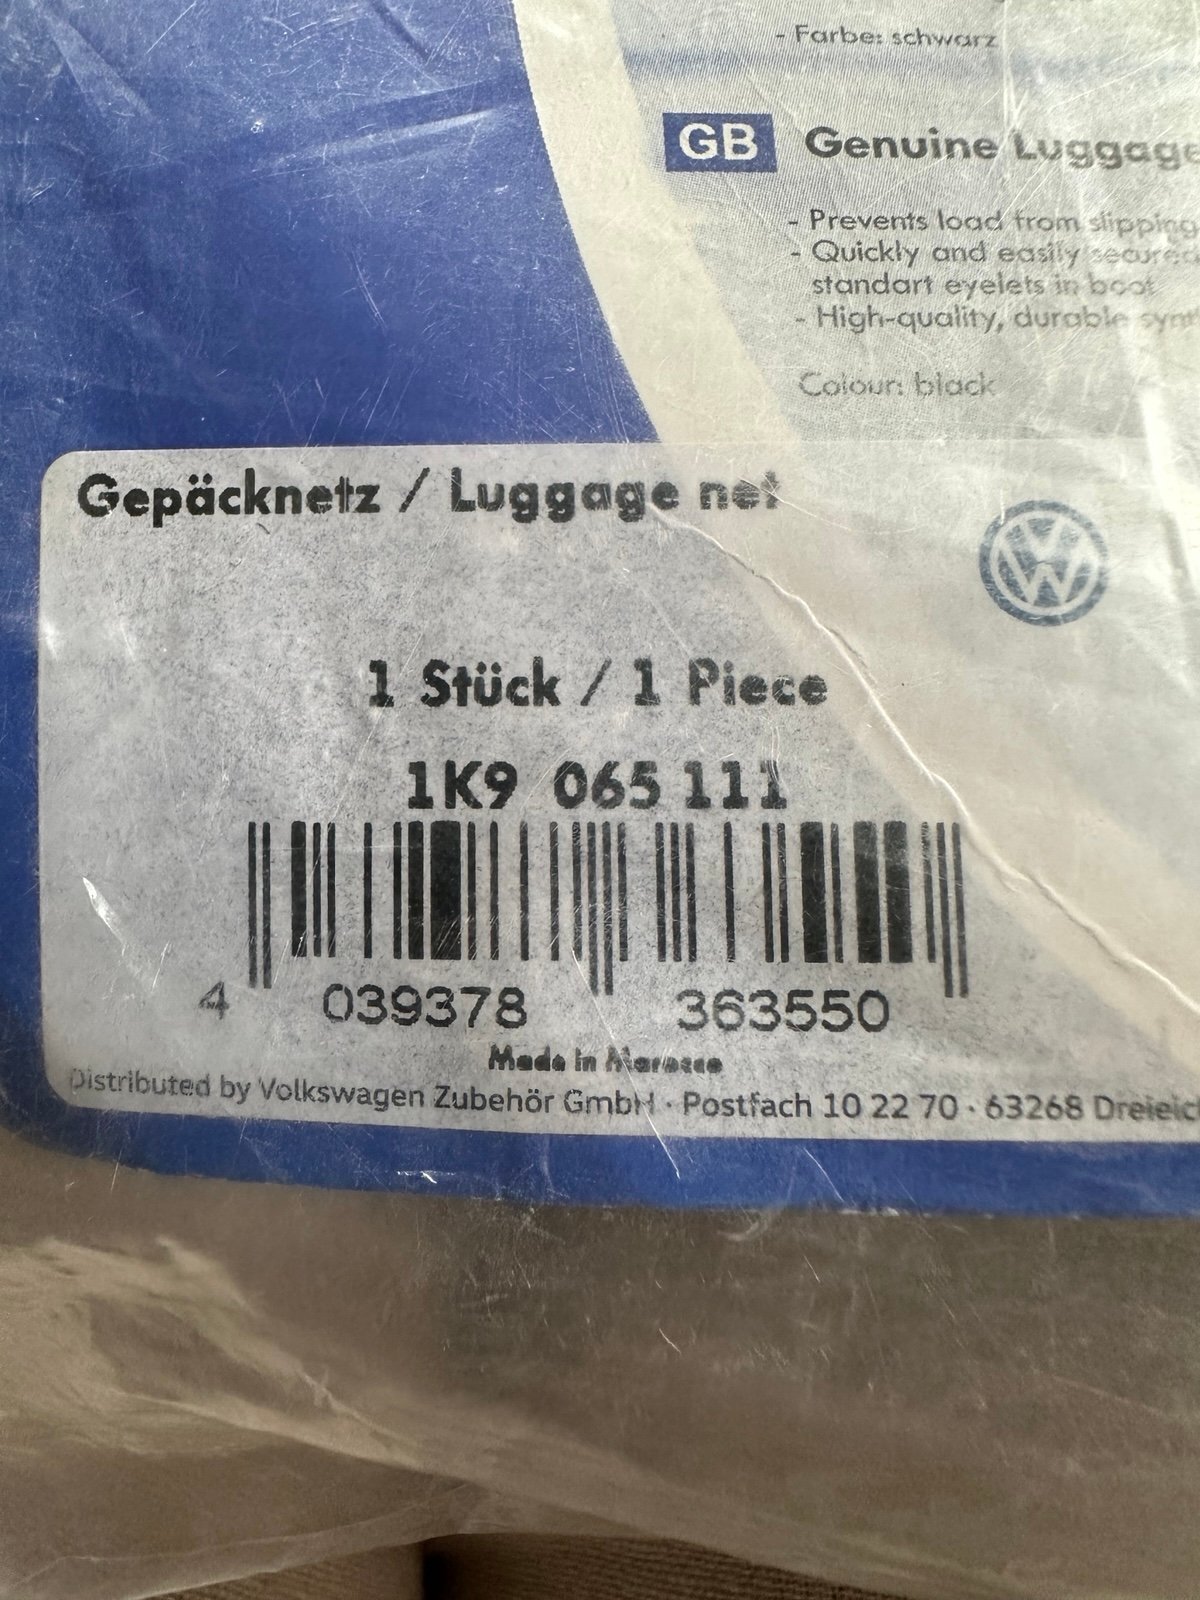 - Farbe: schwarz
GB Genuine Luggage
- Prevents load from slipping
- Quickly and easily secured
standart eyelets in boot
- High-quality, durable
Colour: black
Gepäcknetz / Luggage net
VW
1 Stück / 1 Piece
1K9 065 111
4 039378 363550
Made in Marocco
Distributed by Volkswagen Zubehör GmbH · Postfach 10 22 70 · 63268